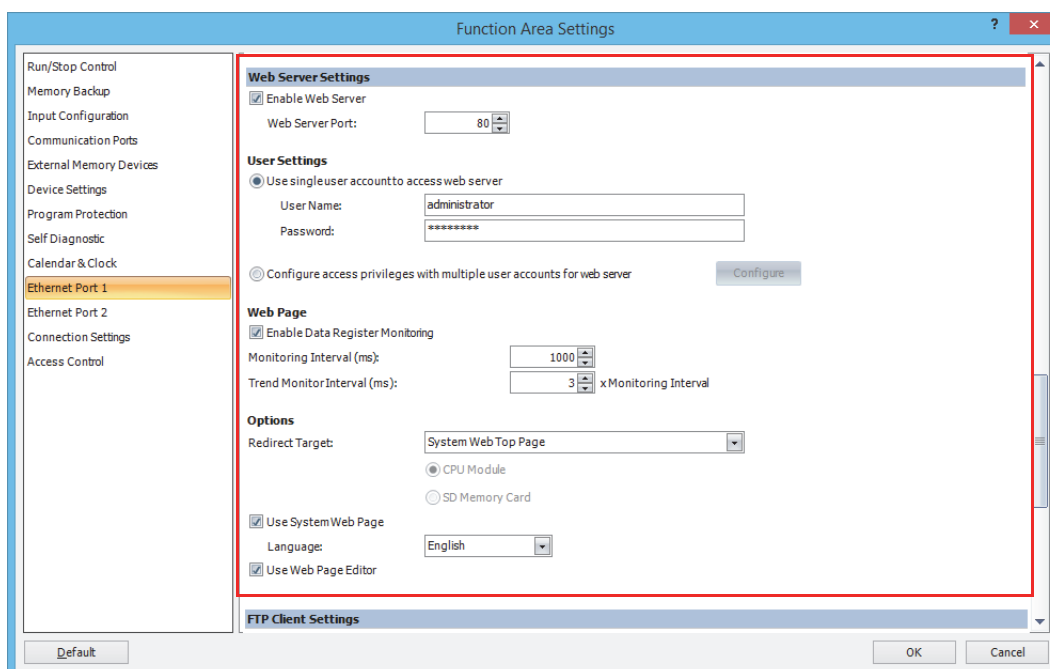 Function Area Settings
?
Run/Stop Control
Memory Backup
Input Configuration
Communication Ports
External Memory Devices
Device Settings
Program Protection
Self Diagnostic
Calendar & Clock
Ethernet Port 1
Ethernet Port 2
Connection Settings
Access Control
Web Server Settings
Enable Web Server
Web Server Port: 80
User Settings
Use single user account to access web server
User Name: administrator
Password: ********
Configure access privileges with multiple user accounts for web server Configure
Web Page
Enable Data Register Monitoring
Monitoring Interval (ms): 1000
Trend Monitor Interval (ms): 3 x Monitoring Interval
Options
Redirect Target: System Web Top Page
CPU Module
SD Memory Card
Use System Web Page
Language: English
Use Web Page Editor
FTP Client Settings
Default OK Cancel